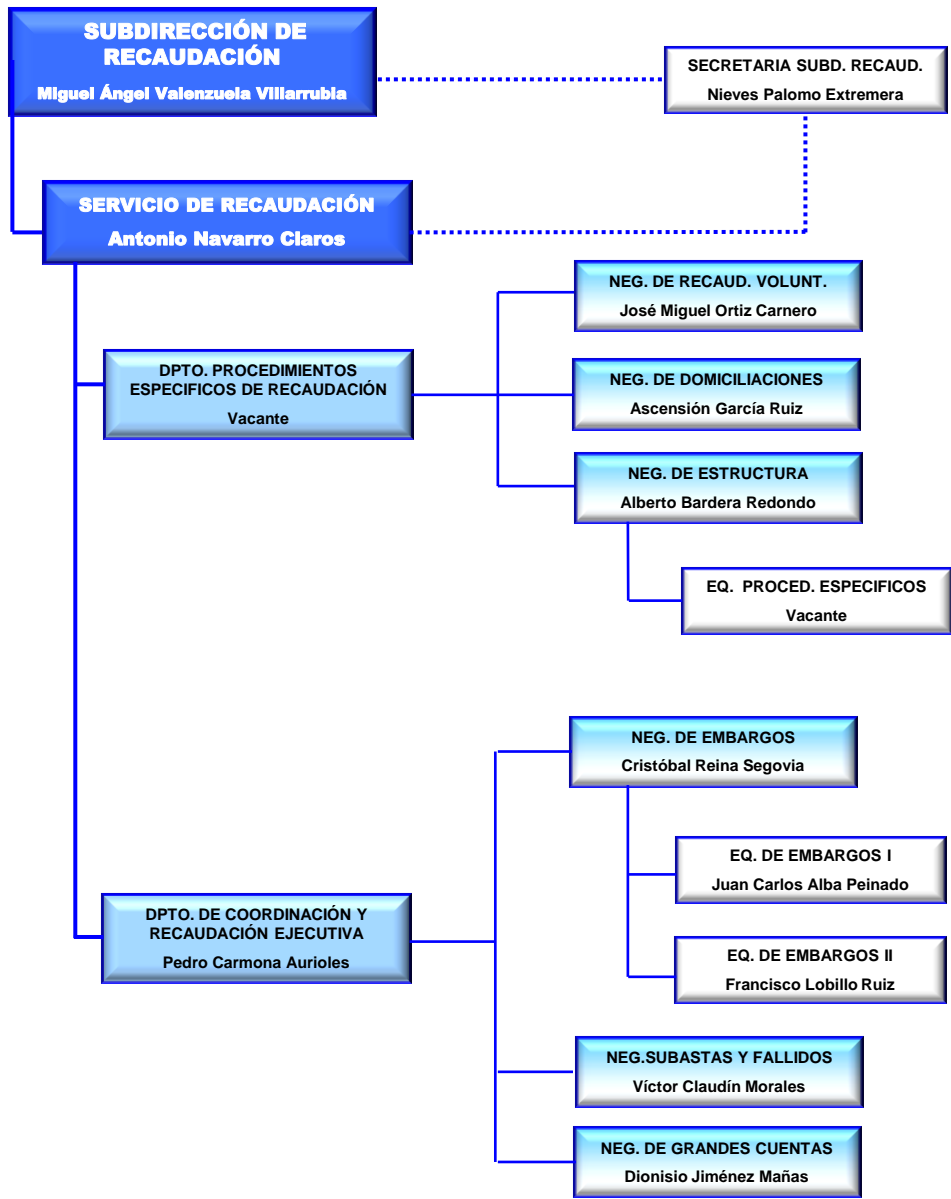 SUBDIRECCIÓN DE
RECAUDACIÓN
Miguel Ángel Valenzuela Villarrubia
SECRETARIA SUBD. RECAUD.
Nieves Palomo Extremera
SERVICIO DE RECAUDACIÓN
Antonio Navarro Claros
NEG. DE RECAUD. VOLUNT.
José Miguel Ortiz Carnero
DPTO. PROCEDIMIENTOS
ESPECIFICOS DE RECAUDACIÓN
Vacante
NEG. DE DOMICILIACIONES
Ascensión García Ruiz
NEG. DE ESTRUCTURA
Alberto Bardera Redondo
EQ. PROCED. ESPECIFICOS
Vacante
NEG. DE EMBARGOS
Cristóbal Reina Segovia
EQ. DE EMBARGOS I
Juan Carlos Alba Peinado
DPTO. DE COORDINACIÓN Y
RECAUDACIÓN EJECUTIVA
Pedro Carmona Aurioles
EQ. DE EMBARGOS II
Francisco Lobillo Ruiz
NEG.SUBASTAS Y FALLIDOS
Víctor Claudín Morales
NEG. DE GRANDES CUENTAS
Dionisio Jiménez Mañas